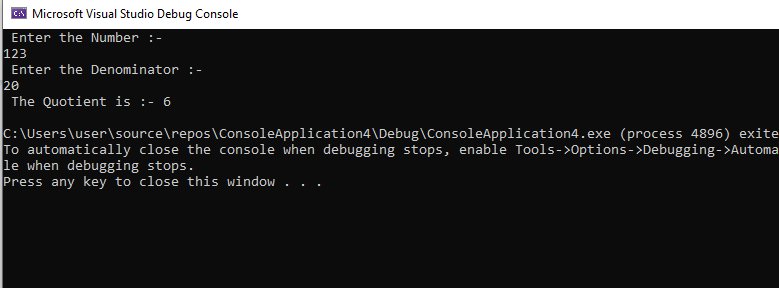 Microsoft Visual Studio Debug Console
Enter the Number :-
123
Enter the Denominator :-
20
The Quotient is :- 6
C:\Users\user\source\repos\ConsoleApplication4\Debug\ConsoleApplication4.exe (process 4896) exite
To automatically close the console when debugging stops, enable Tools->Options->Debugging->Automa
le when debugging stops.
Press any key to close this window . . .